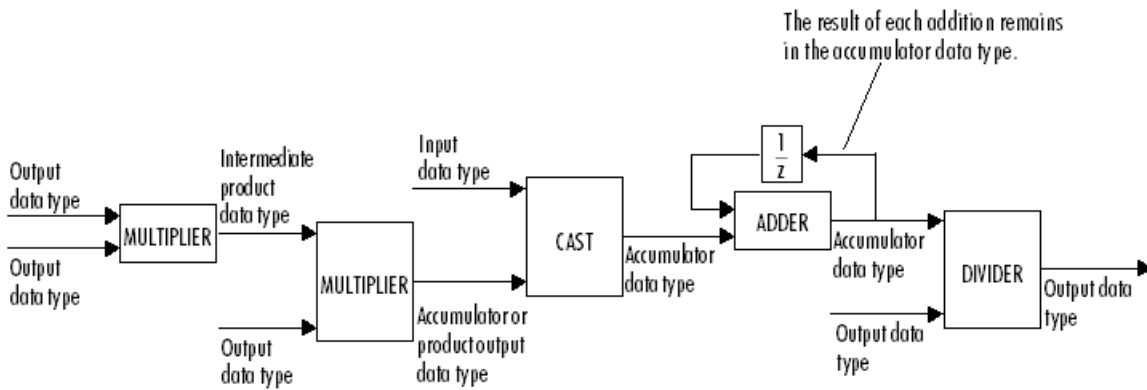 The result of each addition remains
in the accumulator data type.
Output
data type
Output
data type
MULTIPLIER
Intermediate
product
data type
Output
data type
MULTIPLIER
Input
data type
Accumulator or
product output
data type
CAST
Accumulator
data type
1
z
ADDER
Accumulator
data type
Output data
type
DIVIDER
Output data
type